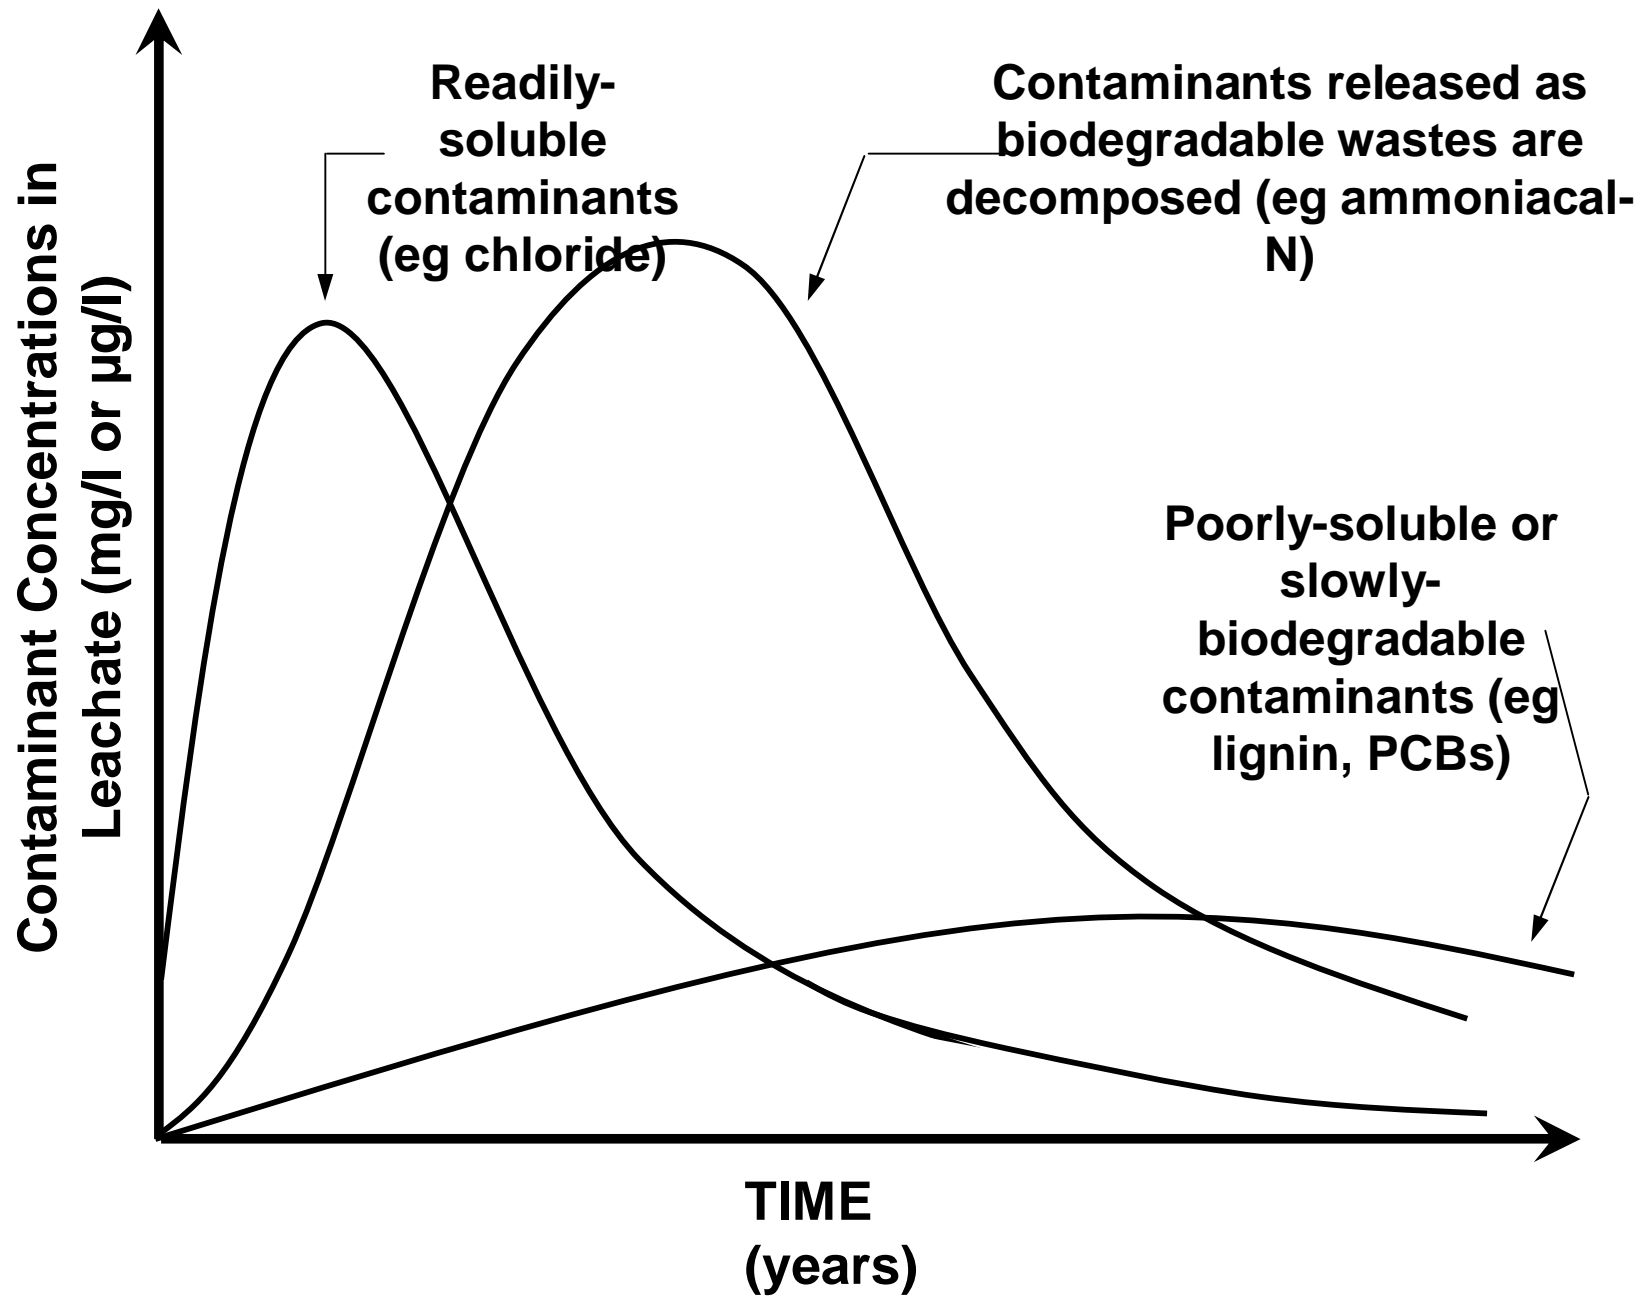 Contaminant Concentrations in
Leachate (mg/l or µg/l)
Readily-
soluble
contaminants
(eg chloride)
Contaminants released as
biodegradable wastes are
decomposed (eg ammoniacal-
N)
Poorly-soluble or
slowly-
biodegradable
contaminants (eg
lignin, PCBs)
TIME
(years)